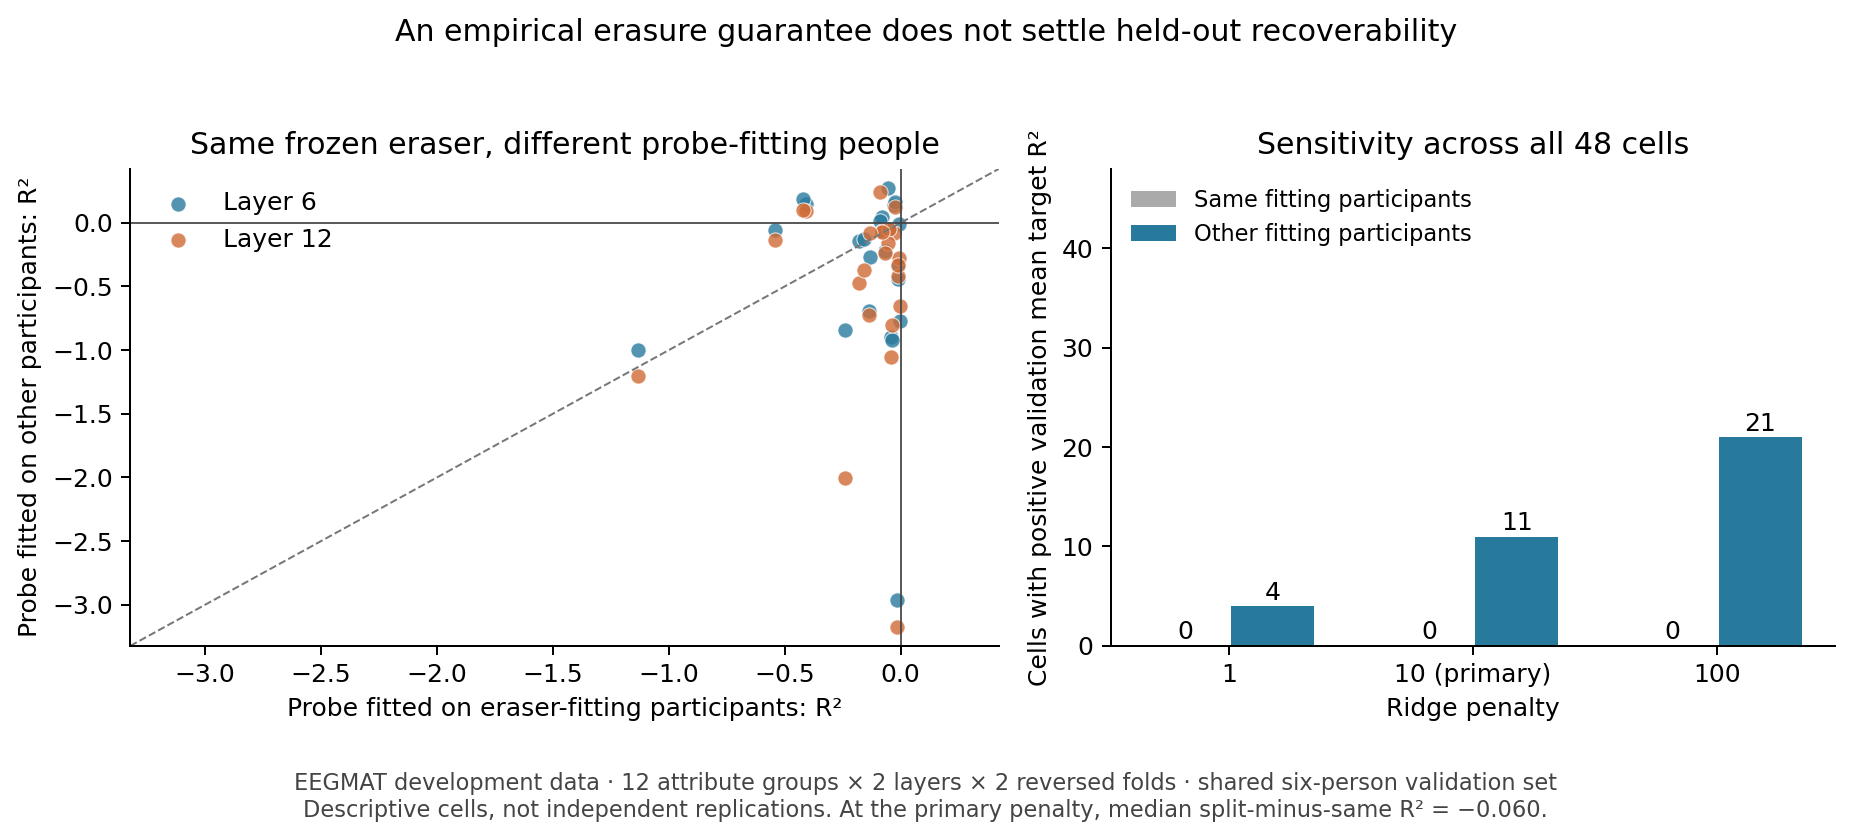 An empirical erasure guarantee does not settle held-out recoverability
Same frozen eraser, different probe-fitting people
Layer 6
Layer 12
0.0
−0.5
−1.0
−1.5
−2.0
−2.5
−3.0
Probe fitted on other participants: R²
−3.0
−2.5
−2.0
−1.5
−1.0
−0.5
0.0
Probe fitted on eraser-fitting participants: R²
Sensitivity across all 48 cells
Same fitting participants
Other fitting participants
Cells with positive validation mean target R²
40
30
20
10
0
0
4
0
11
0
21
1
10 (primary)
100
Ridge penalty
EEGMAT development data · 12 attribute groups × 2 layers × 2 reversed folds · shared six-person validation set
Descriptive cells, not independent replications. At the primary penalty, median split-minus-same R² = −0.060.